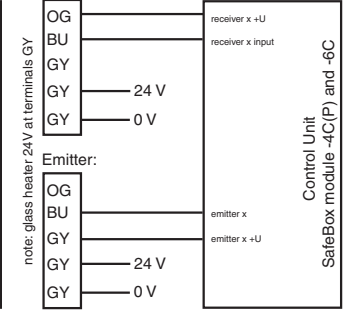 note: glass heater 24V at terminals GY
OG
BU
GY
GY
GY
24 V
0 V
receiver x +U
receiver x input
Emitter:
OG
BU
GY
GY
GY
24 V
0 V
emitter x
emitter x +U
Control Unit
SafeBox module -4C(P) and -6C